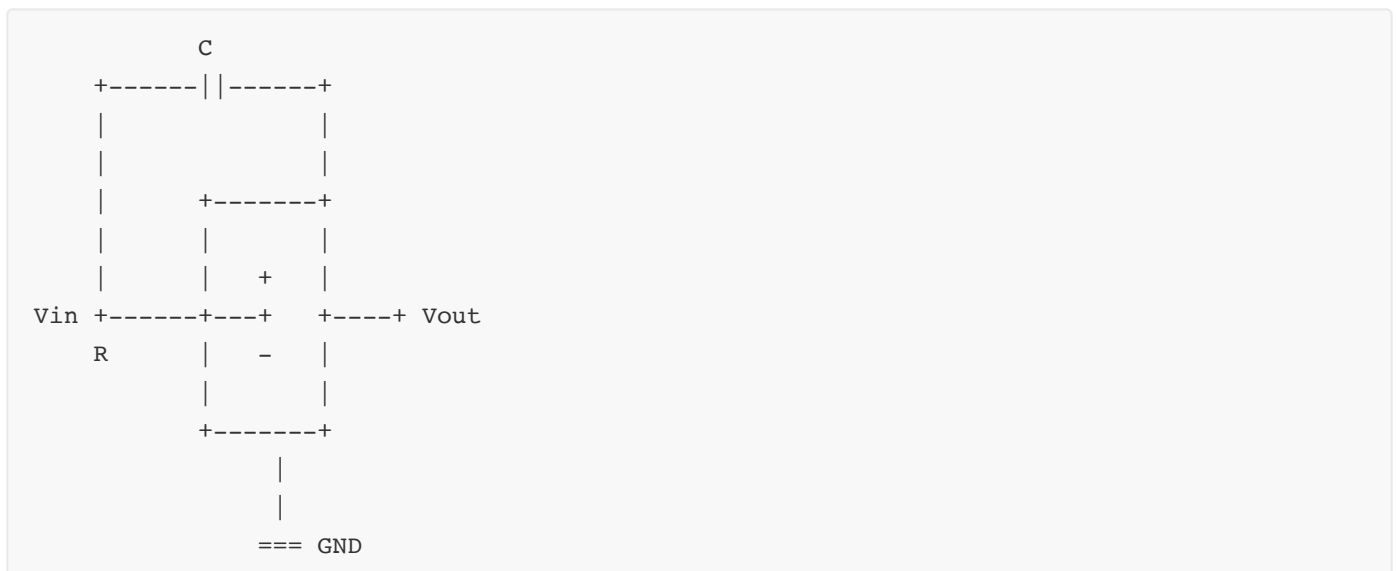 C
      +------||------+
      |              |
      |              |
      |      +-------+
      |      |       |
      |      |   +   |
  Vin +------+---+   +----+ Vout
      R      |   -   |
             |       |
             +-------+
                  |
                  |
                 === GND